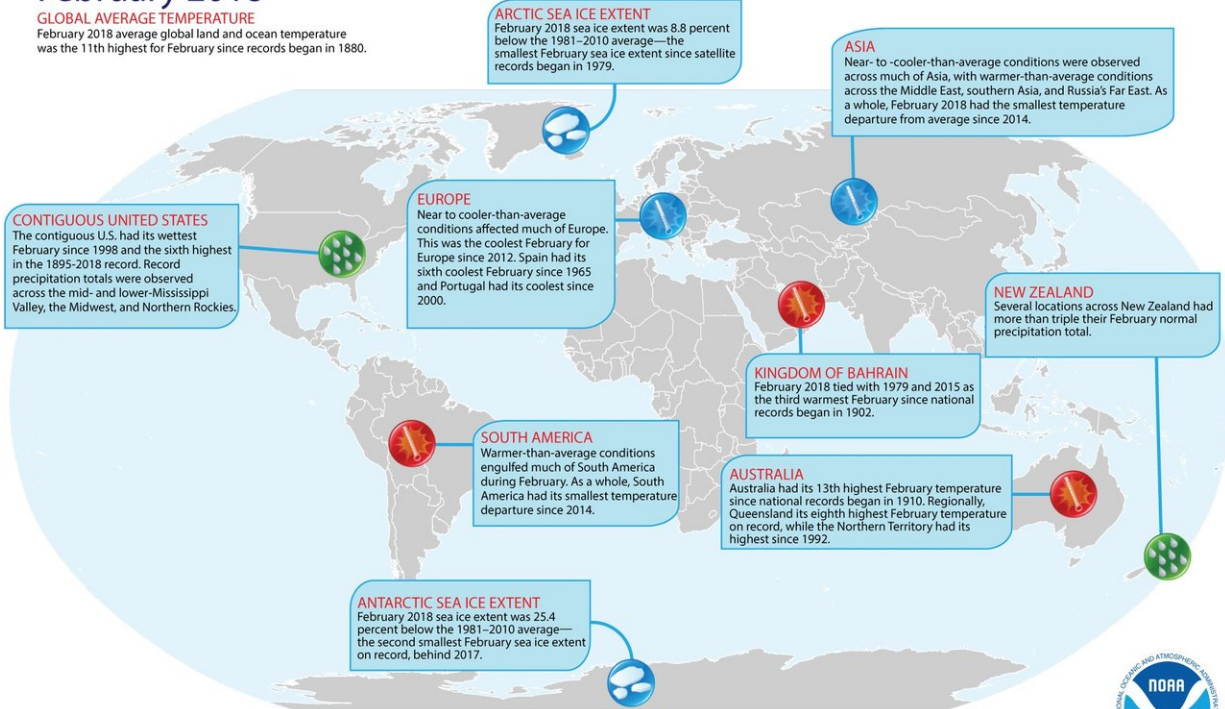 February 2018
GLOBAL AVERAGE TEMPERATURE
February 2018 average global land and ocean temperature
was the 11th highest for February since records began in 1880.
ARCTIC SEA ICE EXTENT
February 2018 sea ice extent was 8.8 percent
below the 1981–2010 average—the
smallest February sea ice extent since satellite
records began in 1979.
ASIA
Near- to -cooler-than-average conditions were observed
across much of Asia, with warmer-than-average conditions
across the Middle East, southern Asia, and Russia's Far East. As
a whole, February 2018 had the smallest temperature
departure from average since 2014.
CONTIGUOUS UNITED STATES
The contiguous U.S. had its wettest
February since 1998 and the sixth highest
in the 1895-2018 record. Record
precipitation totals were observed
across the mid- and lower-Mississippi
Valley, the Midwest, and Northern Rockies.
EUROPE
Near to cooler-than-average
conditions affected much of Europe.
This was the coolest February for
Europe since 2012. Spain had its
sixth coolest February since 1965
and Portugal had its coolest since
2000.
NEW ZEALAND
Several locations across New Zealand had
more than triple their February normal
precipitation total.
KINGDOM OF BAHRAIN
February 2018 tied with 1979 and 2015 as
the third warmest February since national
records began in 1902.
SOUTH AMERICA
Warmer-than-average conditions
engulfed much of South America
during February. As a whole, South
America had its smallest temperature
departure since 2014.
AUSTRALIA
Australia had its 13th highest February temperature
since national records began in 1910. Regionally,
Queensland its eighth highest February temperature
on record, while the Northern Territory had its
highest since 1992.
ANTARCTIC SEA ICE EXTENT
February 2018 sea ice extent was 25.4
percent below the 1981–2010 average—
the second smallest February sea ice extent
on record, behind 2017.
OCEANIC AND ATMOSPHERIC
NOAA